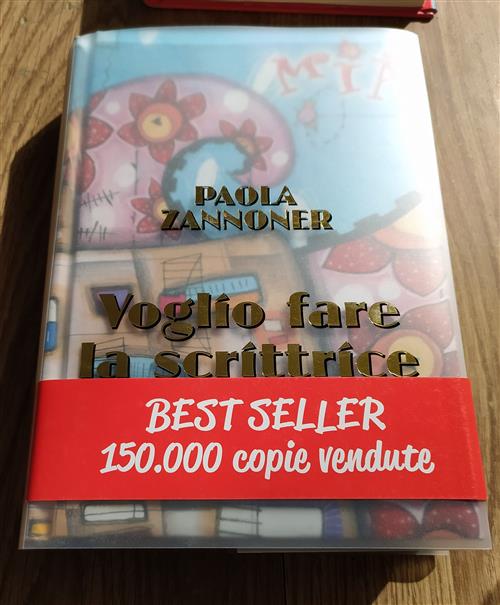 MIA
PAOLA
ZANNONER
Voglio fare
la scrittrice
BEST SELLER
150.000 copie vendute